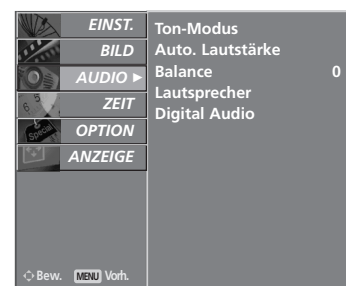 EINST.
BILD
AUDIO ►
ZEIT
OPTION
ANZEIGE
Bew. MENU Vorh.
Ton-Modus
Auto. Lautstärke
Balance 0
Lautsprecher
Digital Audio